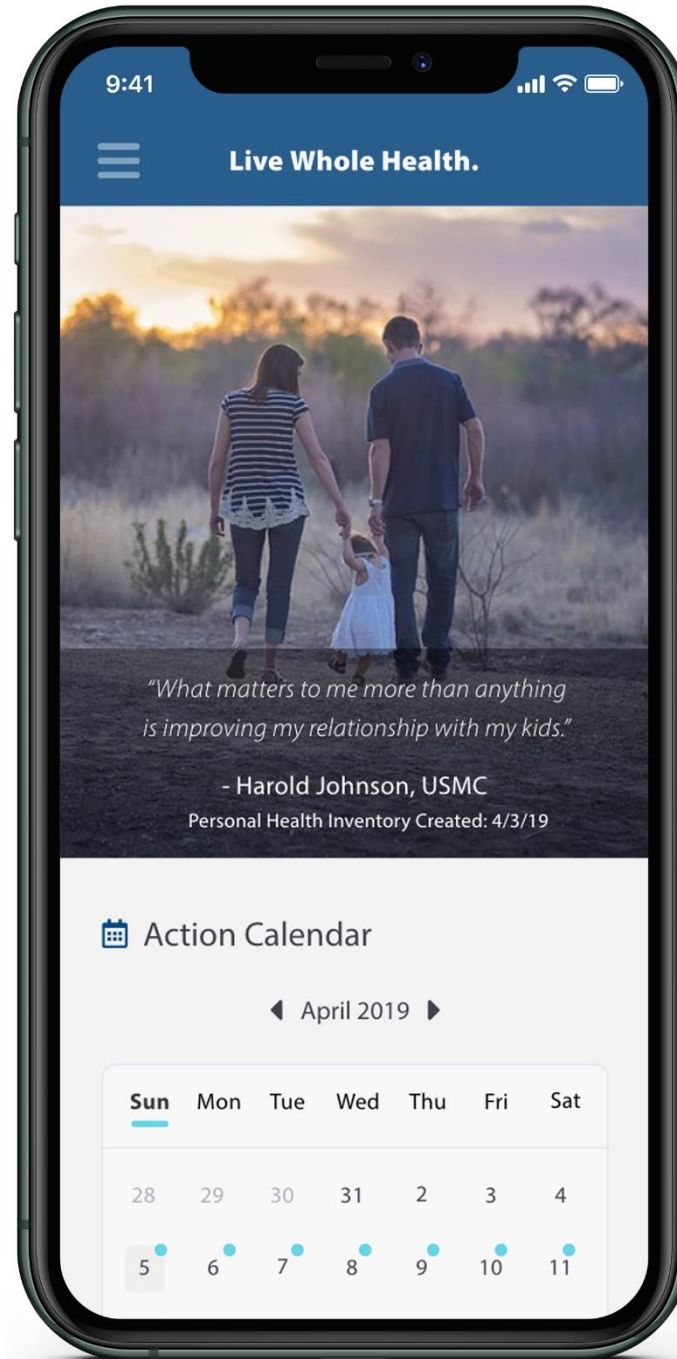 9:41
Live Whole Health.
“What matters to me more than anything
is improving my relationship with my kids.”
- Harold Johnson, USMC
Personal Health Inventory Created: 4/3/19
Action Calendar
April 2019
Sun Mon Tue Wed Thu Fri Sat
28 29 30 31 2 3 4
5 6 7 8 9 10 11